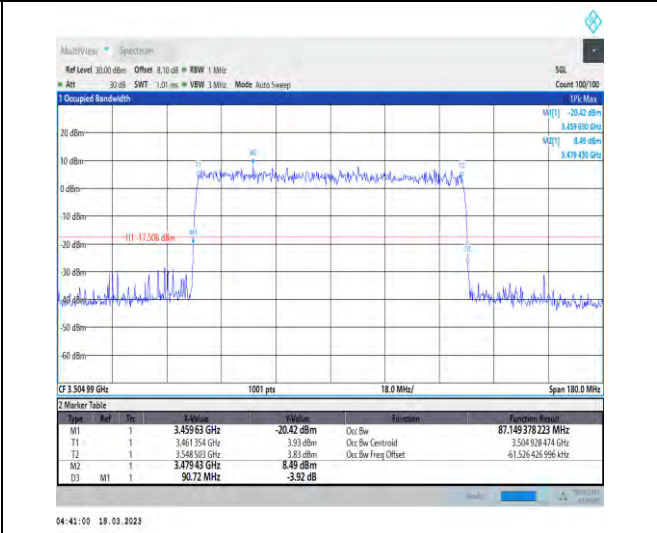 MultiView Spectrum
Ref Level 30.00 dBm Offset 8.10 dB RBW 1 MHz SGL
Att 30 dB SWT 1.01 ms VBW 3 MHz Mode Auto Sweep Count 100/100
1 Occupied Bandwidth 1Pk Max
M1[1] -20.42 dBm
3.459 630 GHz
M2[1] 8.49 dBm
3.479 430 GHz
20 dBm
M2
10 dBm
T1 T2
0 dBm
-10 dBm
H1 -17.508 dBm M1
-20 dBm
D3
-30 dBm
-40 dBm
-50 dBm
-60 dBm
CF 3.504 99 GHz 1001 pts 18.0 MHz/ Span 180.0 MHz
2 Marker Table
Type Ref Trc X-Value Y-Value Function Function Result
M1 1 3.459 63 GHz -20.42 dBm Occ Bw 87.149 378 223 MHz
T1 1 3.461 354 GHz 3.93 dBm Occ Bw Centroid 3.504 928 474 GHz
T2 1 3.548 503 GHz 3.83 dBm Occ Bw Freq Offset -61.526 426 996 kHz
M2 1 3.479 43 GHz 8.49 dBm
D3 M1 1 90.72 MHz -3.92 dB
04:41:00 18.03.2023